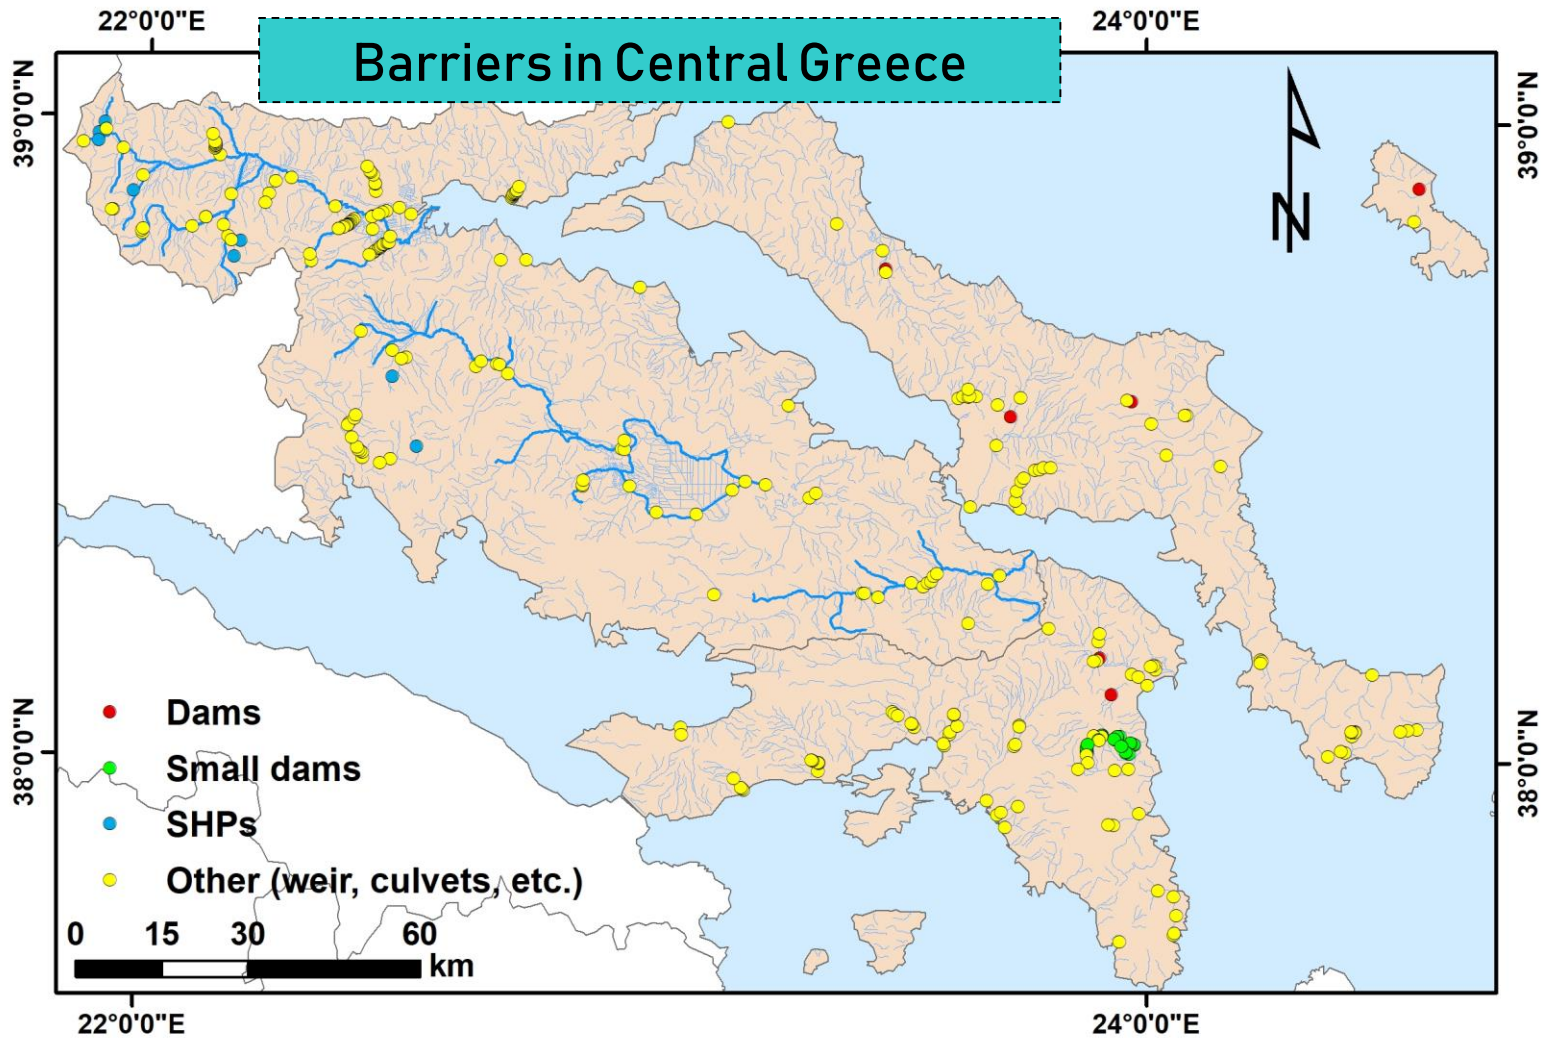 22°0'0"E
24°0'0"E
Barriers in Central Greece
39°0'0"N
39°0'0"N
N
Dams
Small dams
SHPs
Other (weir, culvets, etc.)
38°0'0"N
38°0'0"N
0 15 30 60
km
22°0'0"E
24°0'0"E